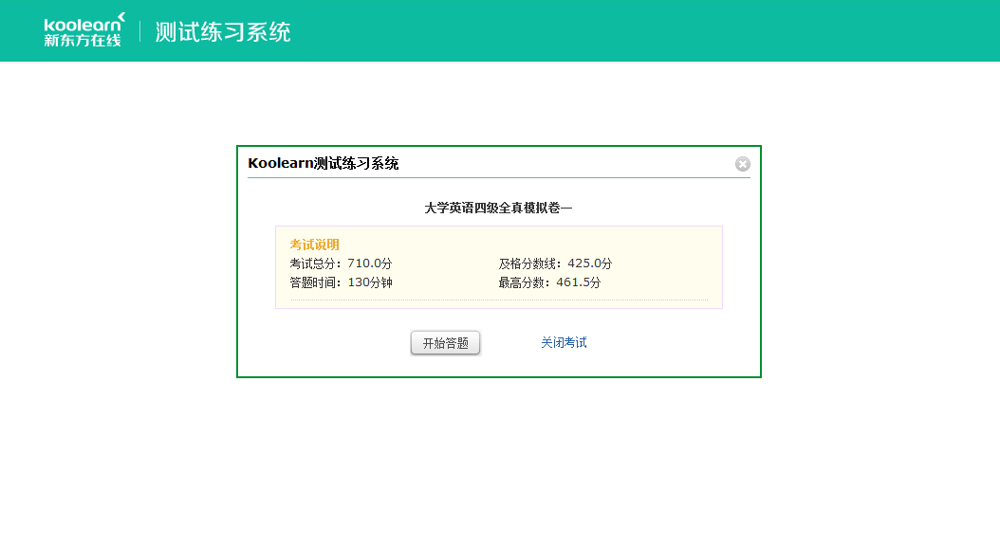 koolearn
新东方在线
测试练习系统
Koolearn测试练习系统
大学英语四级全真模拟卷一
考试说明
考试总分：710.0分
及格分数线：425.0分
答题时间：130分钟
最高分数：461.5分
开始答题
关闭考试